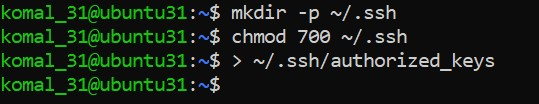 komal_31@ubuntu31:~$ mkdir -p ~/.ssh
komal_31@ubuntu31:~$ chmod 700 ~/.ssh
komal_31@ubuntu31:~$ > ~/.ssh/authorized_keys
komal_31@ubuntu31:~$